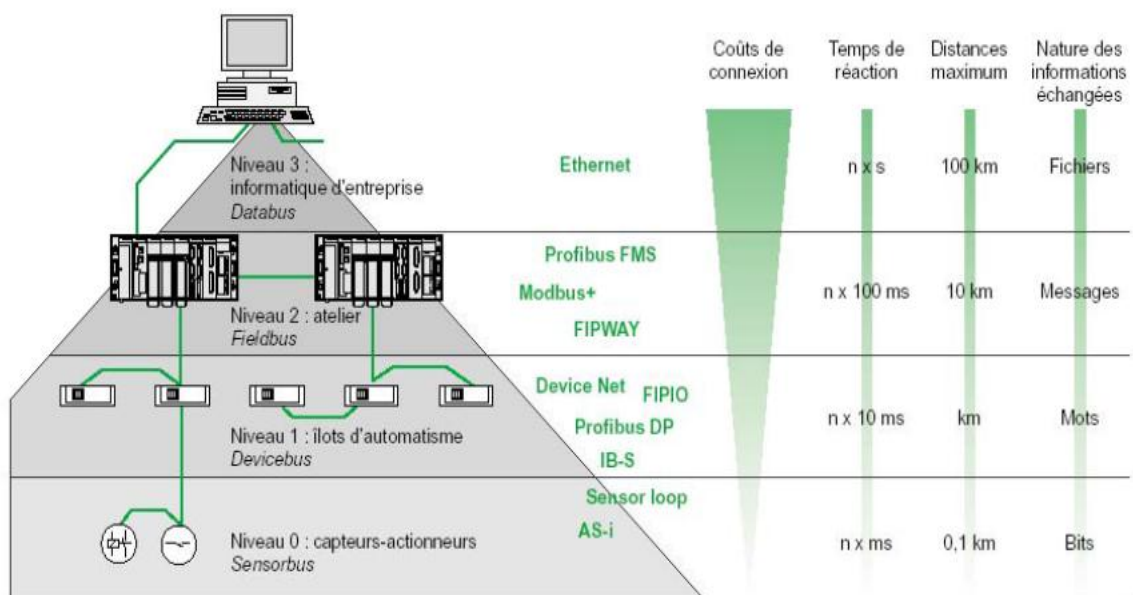 Coûts de
connexion
Temps de
réaction
Distances
maximum
Nature des
informations
échangées
Niveau 3 :
informatique d'entreprise
Databus
Ethernet
n x s
100 km
Fichiers
Profibus FMS
Modbus+
FIPWAY
n x 100 ms
10 km
Messages
Niveau 2 : atelier
Fieldbus
Device Net
FIPIO
Profibus DP
IB-S
n x 10 ms
km
Mots
Niveau 1 : îlots d'automatisme
Devicebus
Sensor loop
AS-i
Niveau 0 : capteurs-actionneurs
Sensorbus
n x ms
0,1 km
Bits